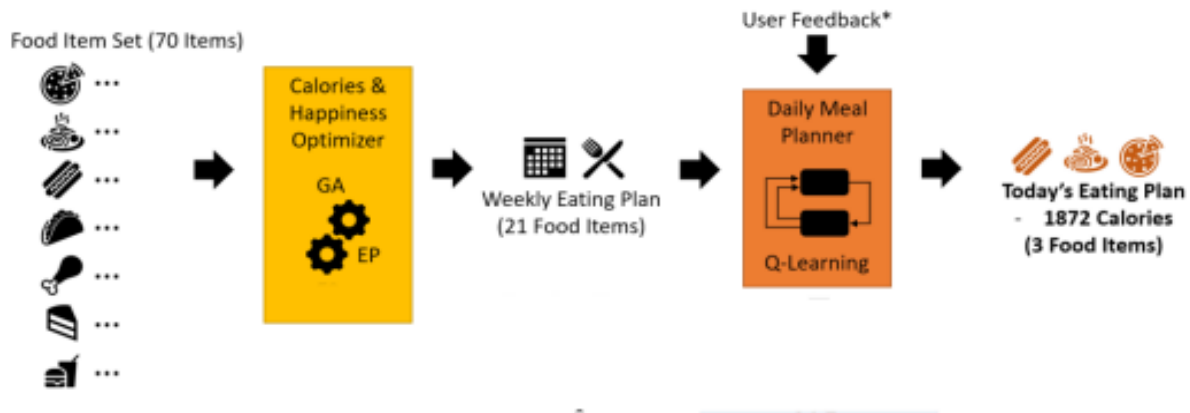 Food Item Set (70 Items)
...
...
...
...
...
...
...
Calories &
Happiness
Optimizer
GA
EP
Weekly Eating Plan
(21 Food Items)
User Feedback*
Daily Meal
Planner
Q-Learning
Today's Eating Plan
- 1872 Calories
(3 Food Items)